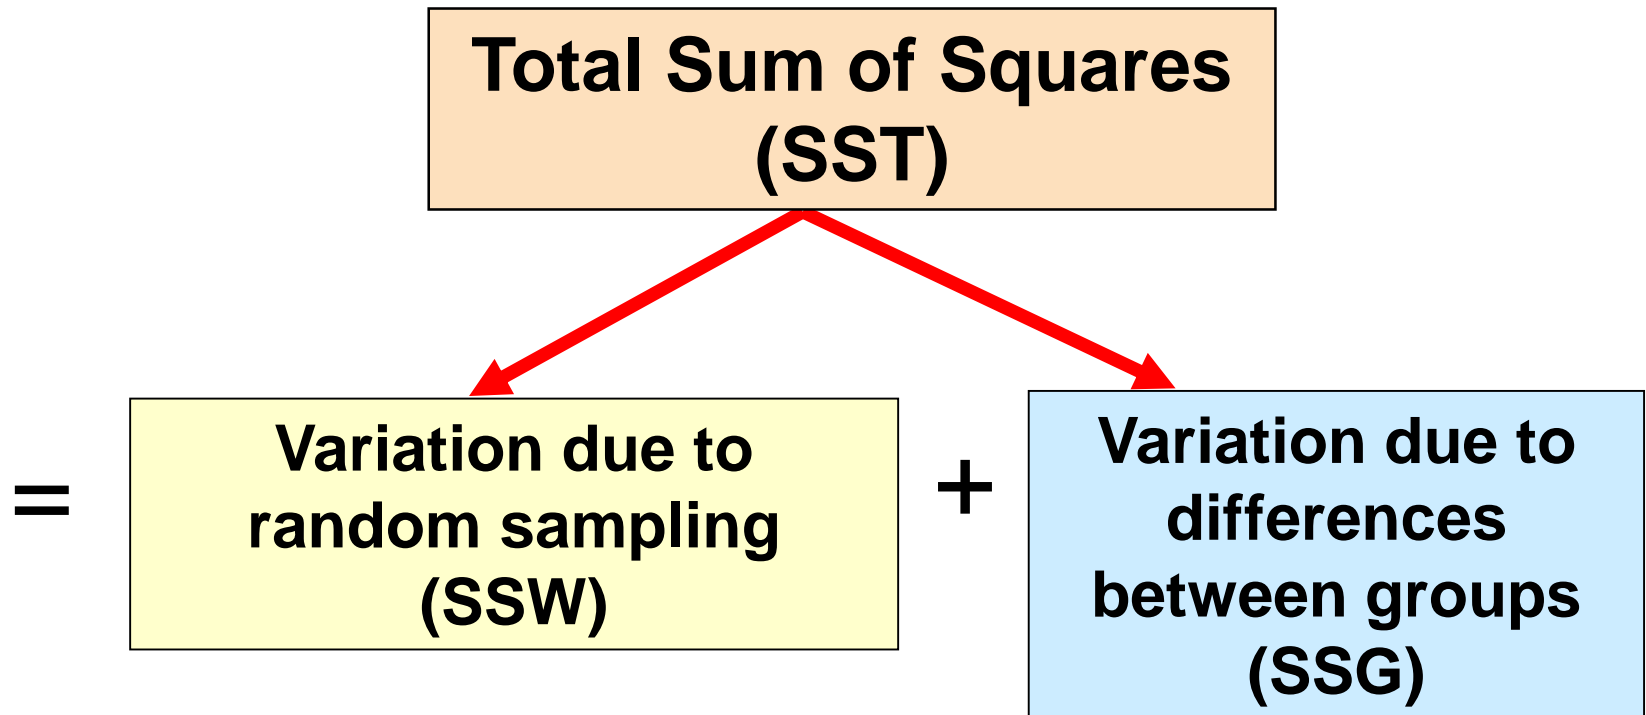 Total Sum of Squares
(SST)
=
Variation due to
random sampling
(SSW)
+
Variation due to
differences
between groups
(SSG)